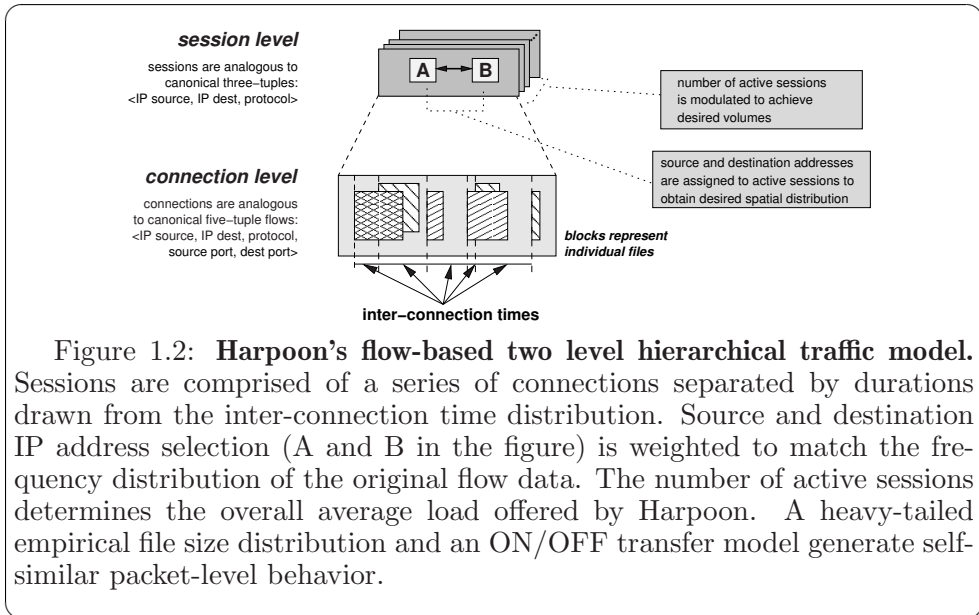 session level
sessions are analogous to
canonical three−tuples:
<IP source, IP dest, protocol>
A
B
number of active sessions
is modulated to achieve
desired volumes
source and destination addresses
are assigned to active sessions to
obtain desired spatial distribution
connection level
connections are analogous
to canonical five−tuple flows:
<IP source, IP dest, protocol,
source port, dest port>
blocks represent
individual files
inter−connection times
Figure 1.2: Harpoon's flow-based two level hierarchical traffic model.
Sessions are comprised of a series of connections separated by durations
drawn from the inter-connection time distribution. Source and destination
IP address selection (A and B in the figure) is weighted to match the fre-
quency distribution of the original flow data. The number of active sessions
determines the overall average load offered by Harpoon. A heavy-tailed
empirical file size distribution and an ON/OFF transfer model generate self-
similar packet-level behavior.